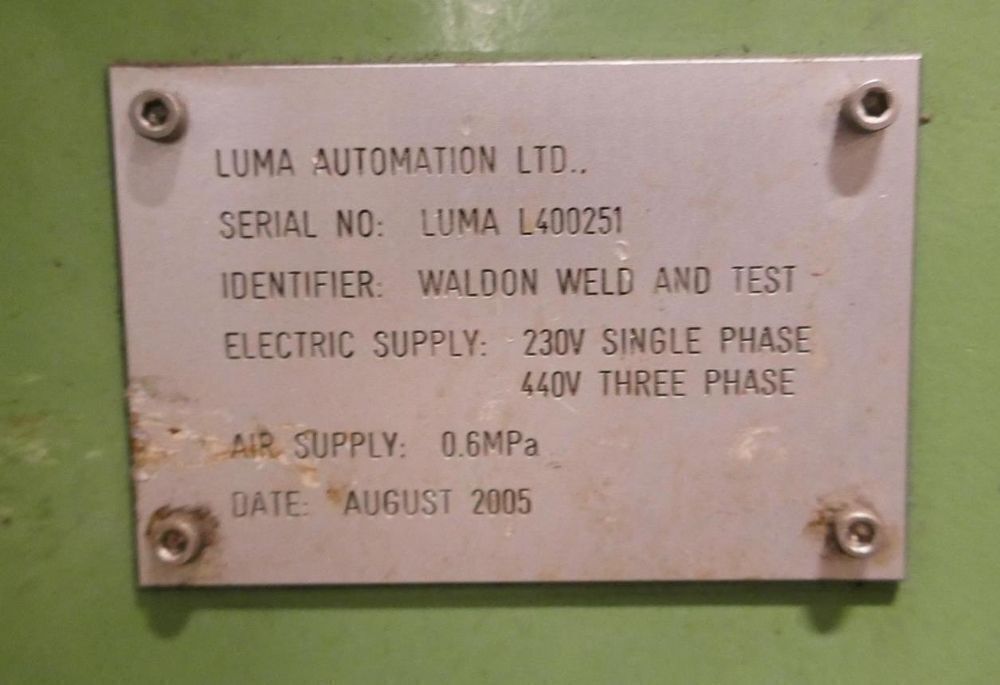 LUMA AUTOMATION LTD.,
SERIAL NO: LUMA L400251
IDENTIFIER: WALDON WELD AND TEST
ELECTRIC SUPPLY: 230V SINGLE PHASE
440V THREE PHASE
AIR SUPPLY: 0.6MPa
DATE: AUGUST 2005